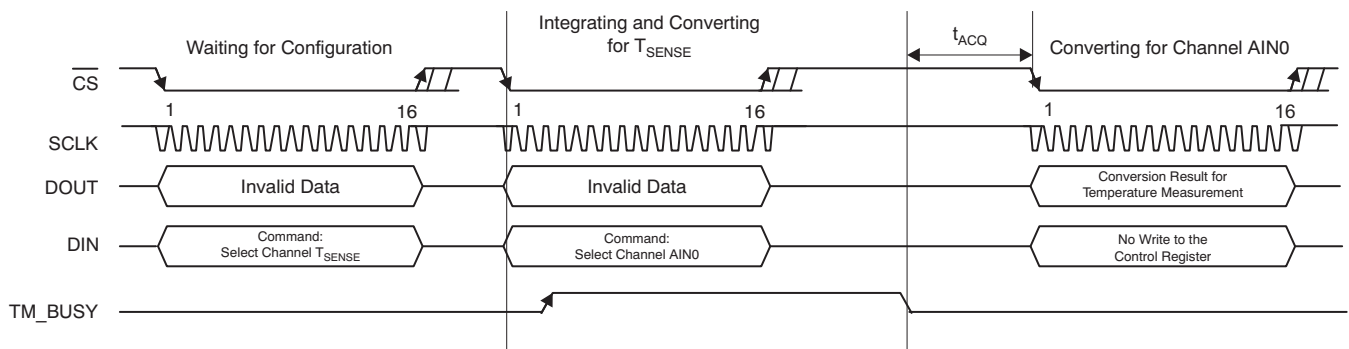 Waiting for Configuration
Integrating and Converting
for TSENSE
tACQ
Converting for Channel AIN0
CS
1
16
1
16
1
16
SCLK
DOUT
Invalid Data
Invalid Data
Conversion Result for
Temperature Measurement
DIN
Command:
Select Channel TSENSE
Command:
Select Channel AIN0
No Write to the
Control Register
TM_BUSY